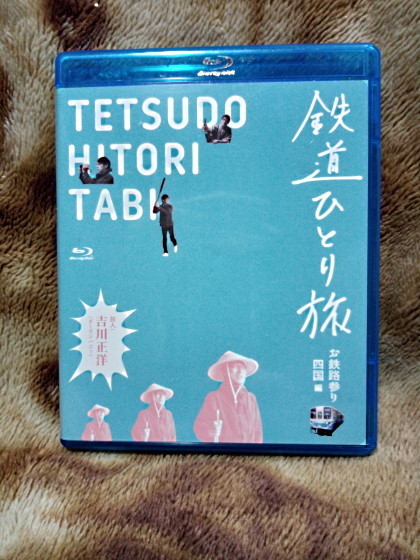 Blu-ray Disc
TETSUDO
HITORI
TABI
鉄道ひとり旅
お鉄路参り
四国編
Blu-ray Disc
旅人
吉川正洋